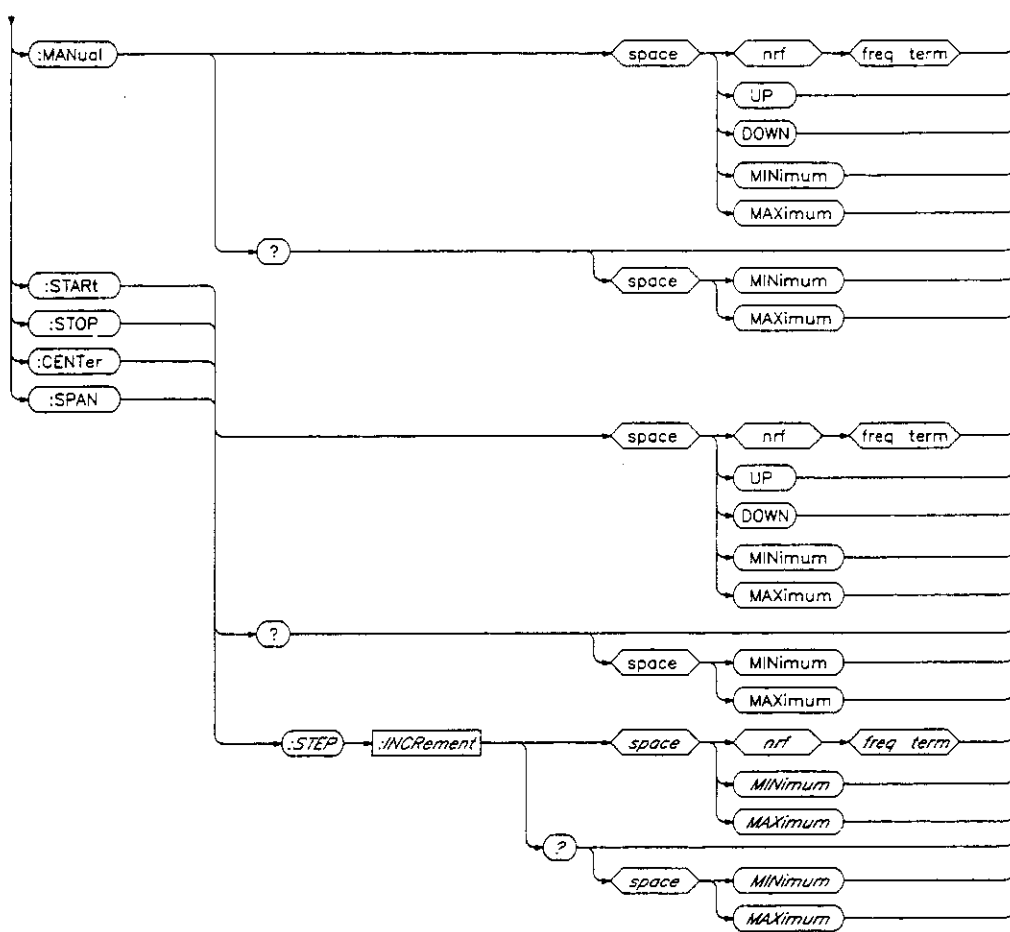 :MANual space nrf freq term
UP
DOWN
MINimum
MAXimum
?
:STARt space MINimum
:STOP MAXimum
:CENTer
:SPAN
space nrf freq term
UP
DOWN
MINimum
MAXimum
?
space MINimum
MAXimum
:STEP :INCRement space nrf freq term
MINimum
MAXimum
?
space MINimum
MAXimum